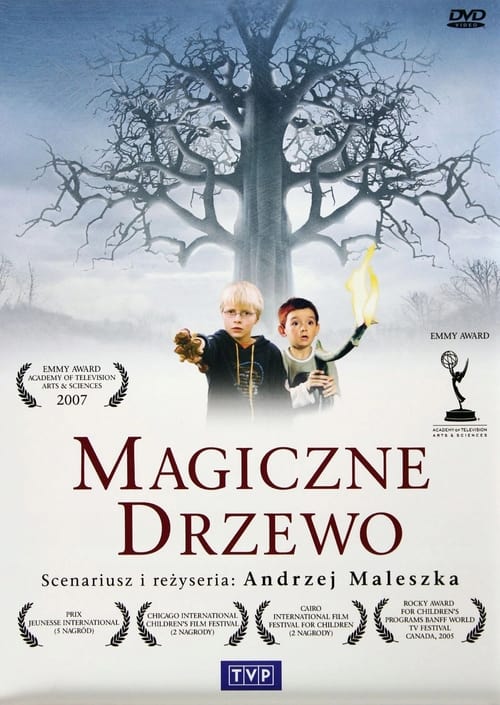 DVD
VIDEO
EMMY AWARD
EMMY AWARD
ACADEMY OF TELEVISION
ARTS & SCIENCES
2007
ACADEMY OF TELEVISION
ARTS & SCIENCES
MAGICZNE
DRZEWO
Scenariusz i reżyseria: Andrzej Maleszka
PRIX
JEUNESSE INTERNATIONAL
(5 NAGRÓD)
CHICAGO INTERNATIONAL
CHILDREN'S FILM FESTIVAL
(2 NAGRODY)
CAIRO
INTERNATIONAL FILM
FESTIVAL FOR CHILDREN
(2 NAGRODY)
ROCKY AWARD
FOR CHILDREN'S
PROGRAMS BANFF WORLD
TV FESTIVAL
CANADA, 2005
TVP